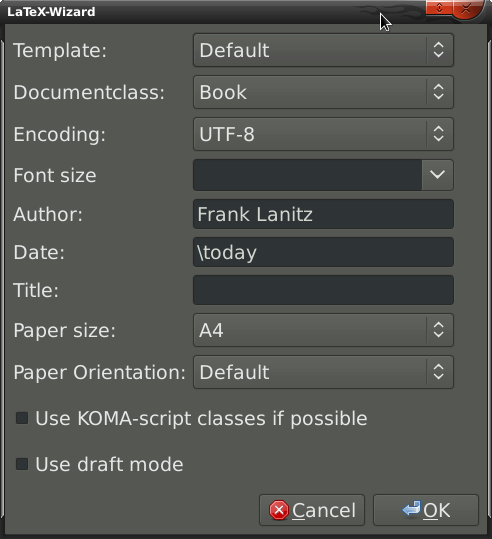 LaTeX-Wizard
Template: Default
Documentclass: Book
Encoding: UTF-8
Font size
Author: Frank Lanitz
Date: \today
Title:
Paper size: A4
Paper Orientation: Default
Use KOMA-script classes if possible
Use draft mode
Cancel OK